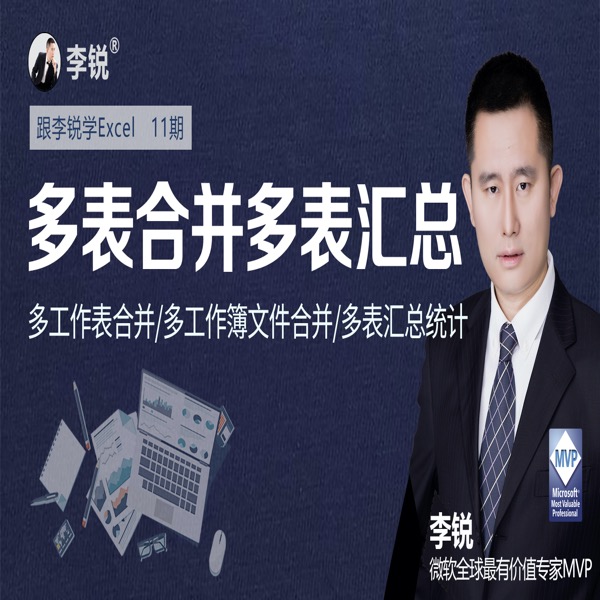 李锐®
跟李锐学Excel 11期
多表合并多表汇总
多工作表合并/多工作簿文件合并/多表汇总统计
MVP
Microsoft®
Most Valuable
Professional
李锐
微软全球最有价值专家MVP